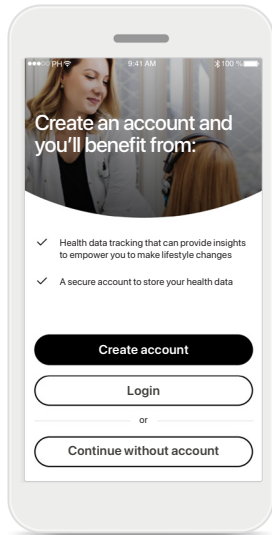 ●●●○○ PH 9:41 AM 100 %
Create an account and
you'll benefit from:
Health data tracking that can provide insights
to empower you to make lifestyle changes
A secure account to store your health data
Create account
Login
or
Continue without account